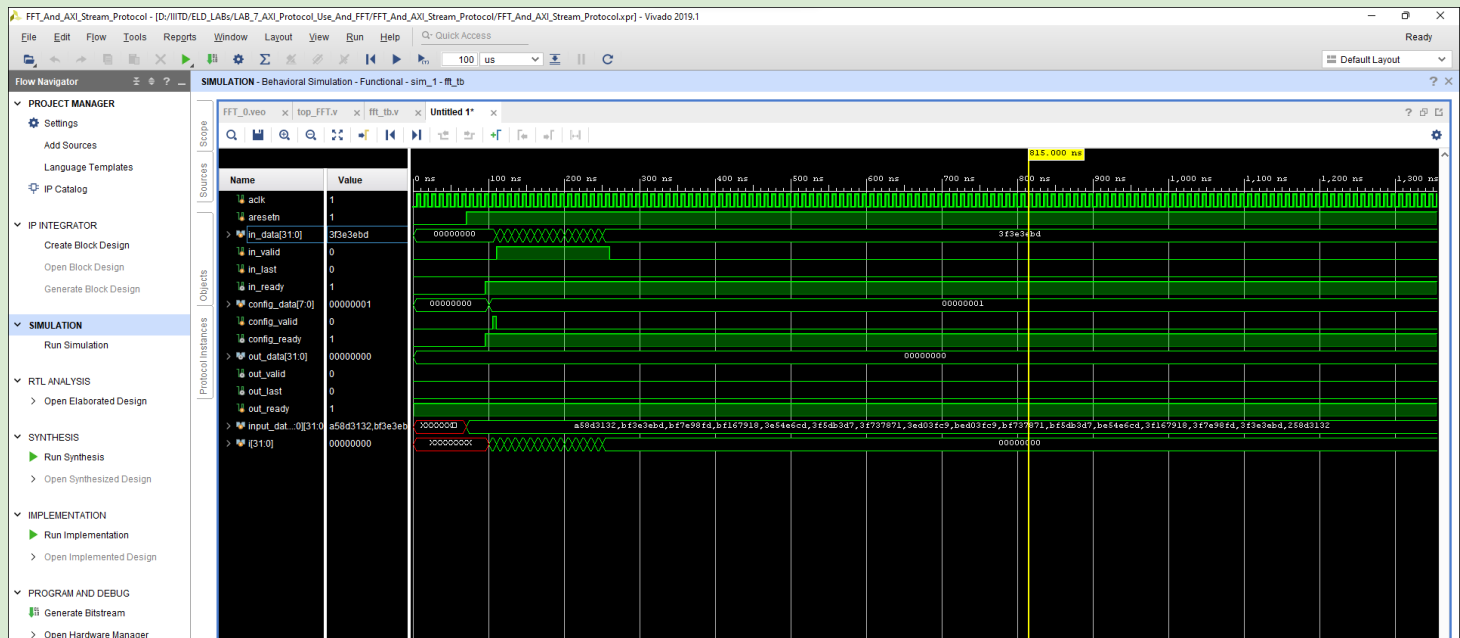 FFT_And_AXI_Stream_Protocol - [D:/IIITD/ELD_LABs/LAB_7_AXI_Protocol_Use_And_FFT/FFT_And_AXI_Stream_Protocol/FFT_And_AXI_Stream_Protocol.xpr] - Vivado 2019.1
File Edit Flow Tools Reports Window Layout View Run Help Q- Quick Access Ready
100 us Default Layout
Flow Navigator SIMULATION - Behavioral Simulation - Functional - sim_1 - fft_tb
PROJECT MANAGER
Settings
Add Sources
Language Templates
IP Catalog
IP INTEGRATOR
Create Block Design
Open Block Design
Generate Block Design
SIMULATION
Run Simulation
RTL ANALYSIS
Open Elaborated Design
SYNTHESIS
Run Synthesis
Open Synthesized Design
IMPLEMENTATION
Run Implementation
Open Implemented Design
PROGRAM AND DEBUG
Generate Bitstream
Open Hardware Manager
Scope
Sources
Objects
Protocol Instances
FFT_0.veo top_FFT.v fft_tb.v Untitled 1*
815.000 ns
Name Value 0 ns 100 ns 200 ns 300 ns 400 ns 500 ns 600 ns 700 ns 800 ns 900 ns 1,000 ns 1,100 ns 1,200 ns 1,300 ns
aclk 1
aresetn 1
in_data[31:0] 3f3e3ebd 00000000 3f3e3ebd
in_valid 0
in_last 0
in_ready 1
config_data[7:0] 00000001 00000000 00000001
config_valid 0
config_ready 1
out_data[31:0] 00000000 00000000
out_valid 0
out_last 0
out_ready 1
input_dat...:0][31:0 a58d3132,bf3e3eb a58d3132,bf3e3ebd,bf7e98fd,bf167918,3e54e6cd,3f5db3d7,3f737871,3ed03fc9,bed03fc9,bf737871,bf5db3d7,be54e6cd,3f167918,3f7e98fd,3f3e3ebd,258d3132
i[31:0] 00000000 XXXXXXXX 00000000